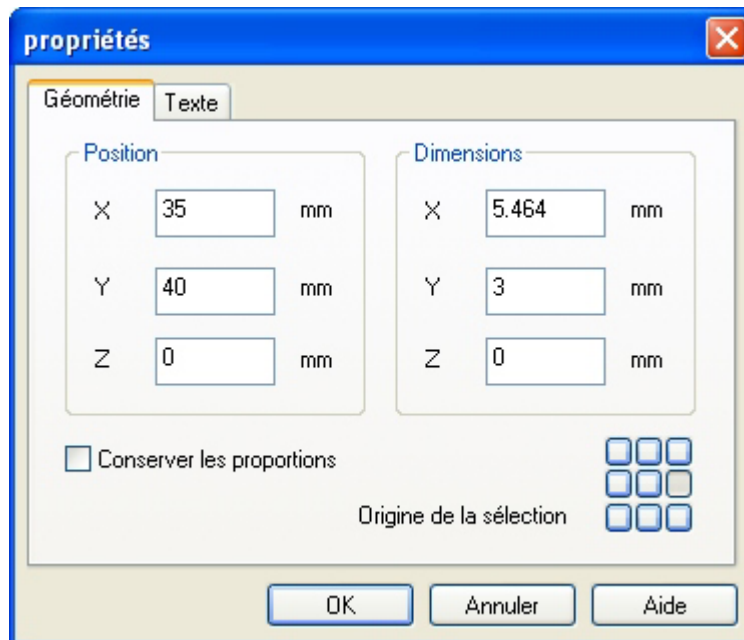 propriétés
Géométrie Texte
Position
X 35 mm
Y 40 mm
Z 0 mm
Dimensions
X 5.464 mm
Y 3 mm
Z 0 mm
Conserver les proportions
Origine de la sélection
OK Annuler Aide